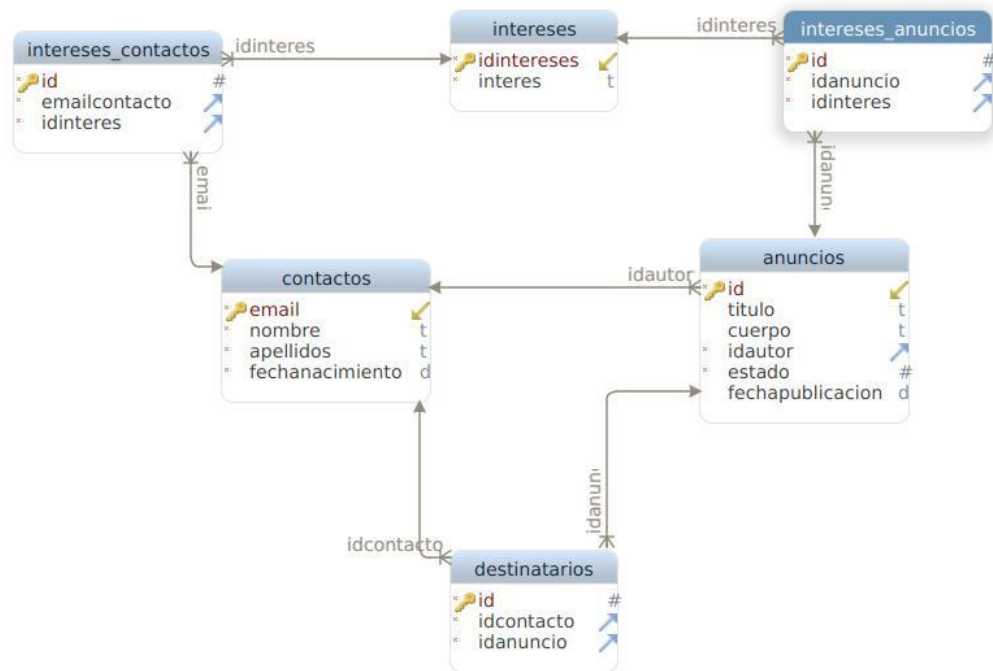 intereses_contactos
id #
emailcontacto
idinteres
idinteres
intereses
idintereses
interes t
idinteres
intereses_anuncios
id #
idanuncio
idinteres
emai
idanun
contactos
email
nombre t
apellidos t
fechanacimiento d
idautor
anuncios
id
titulo t
cuerpo t
idautor
estado #
fechapublicacion d
idcontacto
idanun
destinatarios
id #
idcontacto
idanuncio